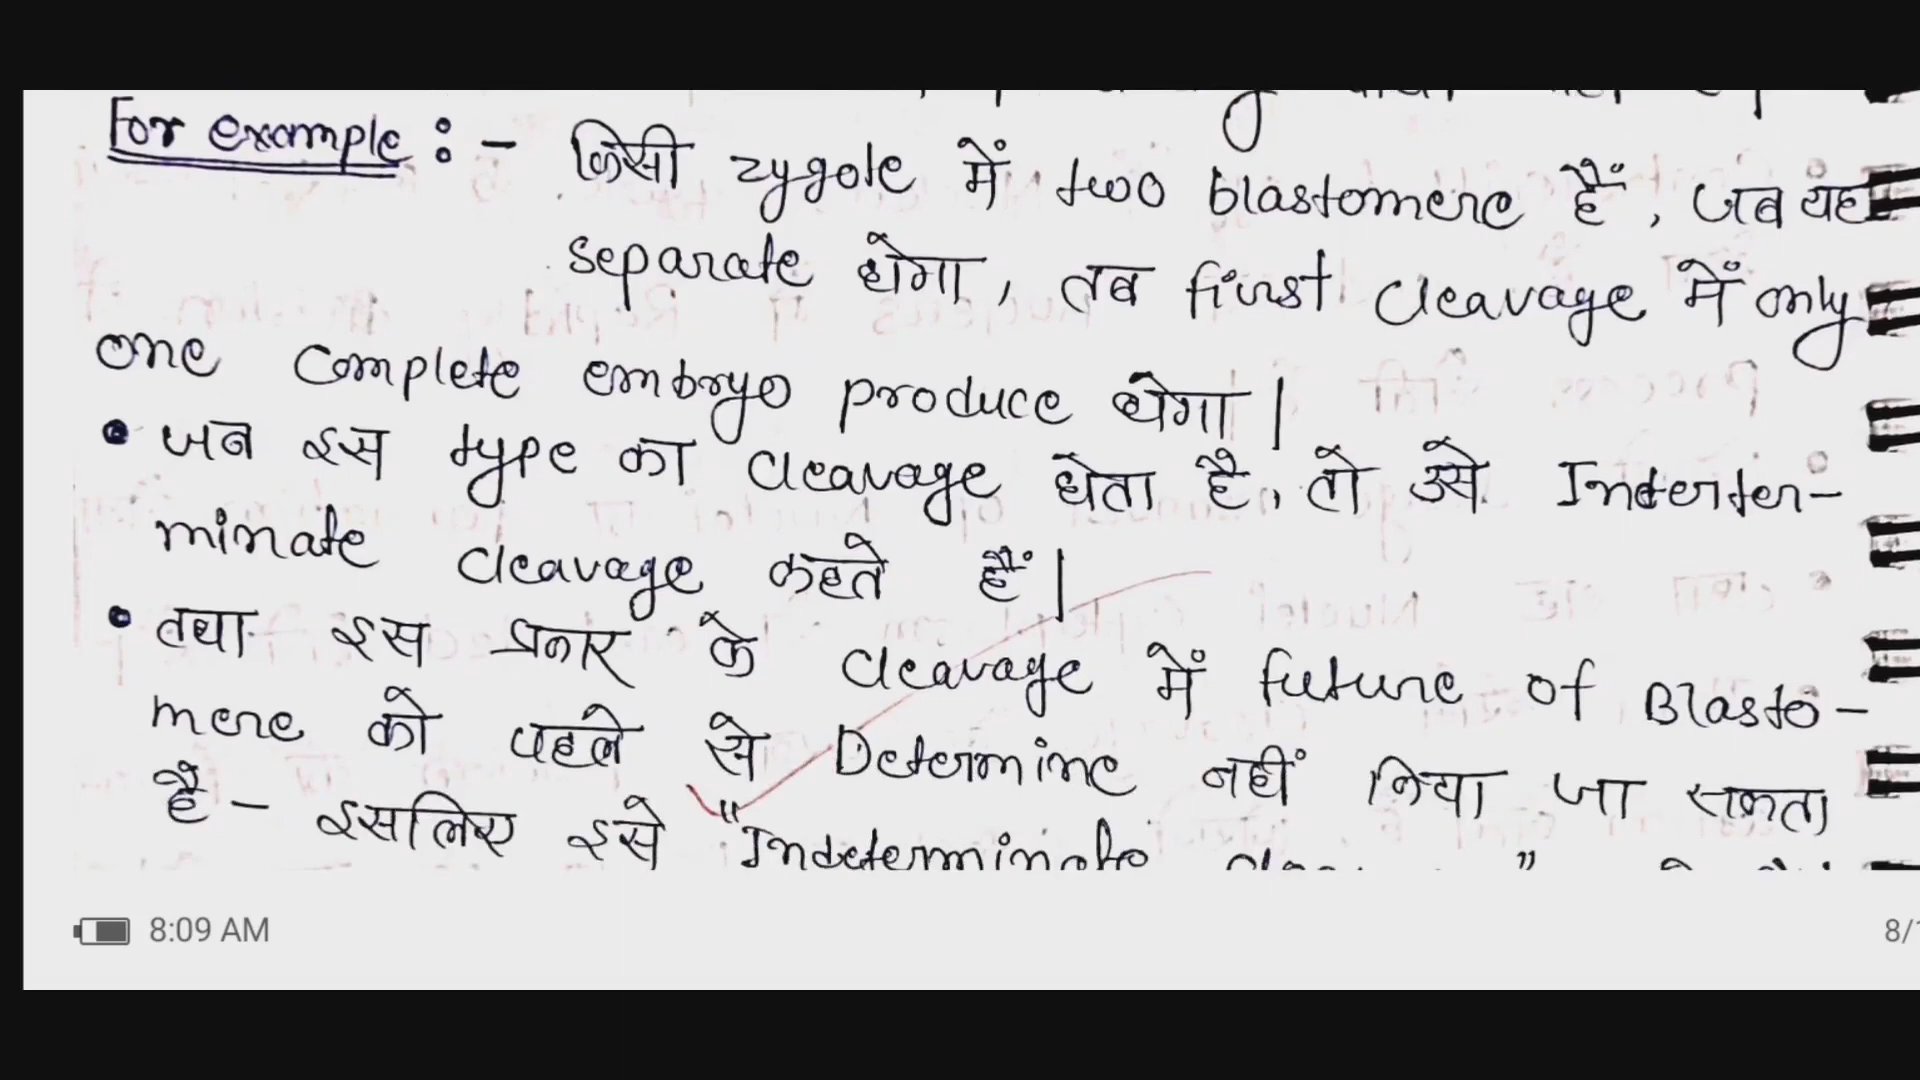 For example :- किसी zygote में two blastomere हैं, जब यह
separate होगा, तब first cleavage में only
one complete embryo produce होगा |
• जब इस type का cleavage होता है, तो उसे Inderter-
minate cleavage कहते हैं |
• तथा इस प्रकार के cleavage में future of Blasto-
mere को पहले से Determine नहीं किया जा सकता
है - इसलिए इसे "Indeterminate
8:09 AM